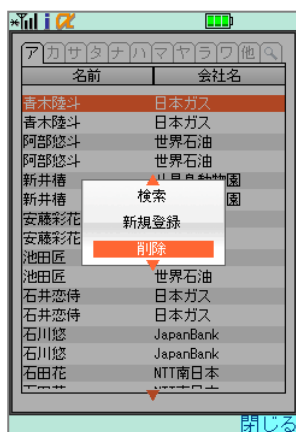 ア カ サ タ ナ ハ マ ヤ ラ ワ 他
名前 会社名
青木陸斗 日本ガス
青木陸斗 日本ガス
阿部悠斗 世界石油
阿部悠斗 世界石油
新井椿 園
新井椿 園
検索
安藤彩花
新規登録
安藤彩花
削除
池田匠
池田匠 世界石油
石井恋侍 日本ガス
石井恋侍 日本ガス
石川悠 JapanBank
石川悠 JapanBank
石田花 NTT南日本
閉じる